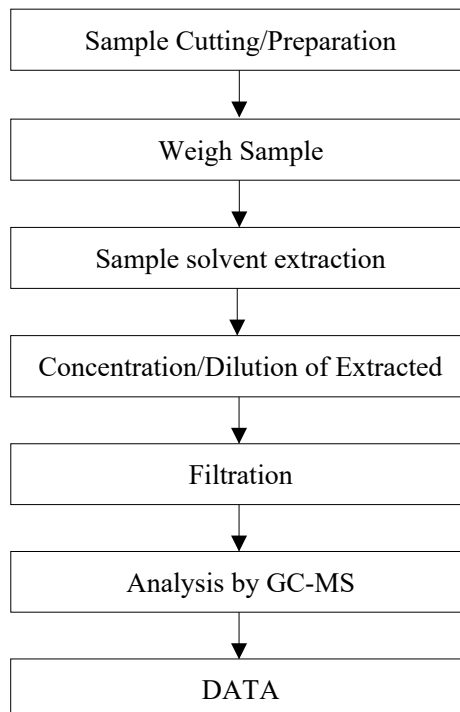 Sample Cutting/Preparation
Weigh Sample
Sample solvent extraction
Concentration/Dilution of Extracted
Filtration
Analysis by GC-MS
DATA